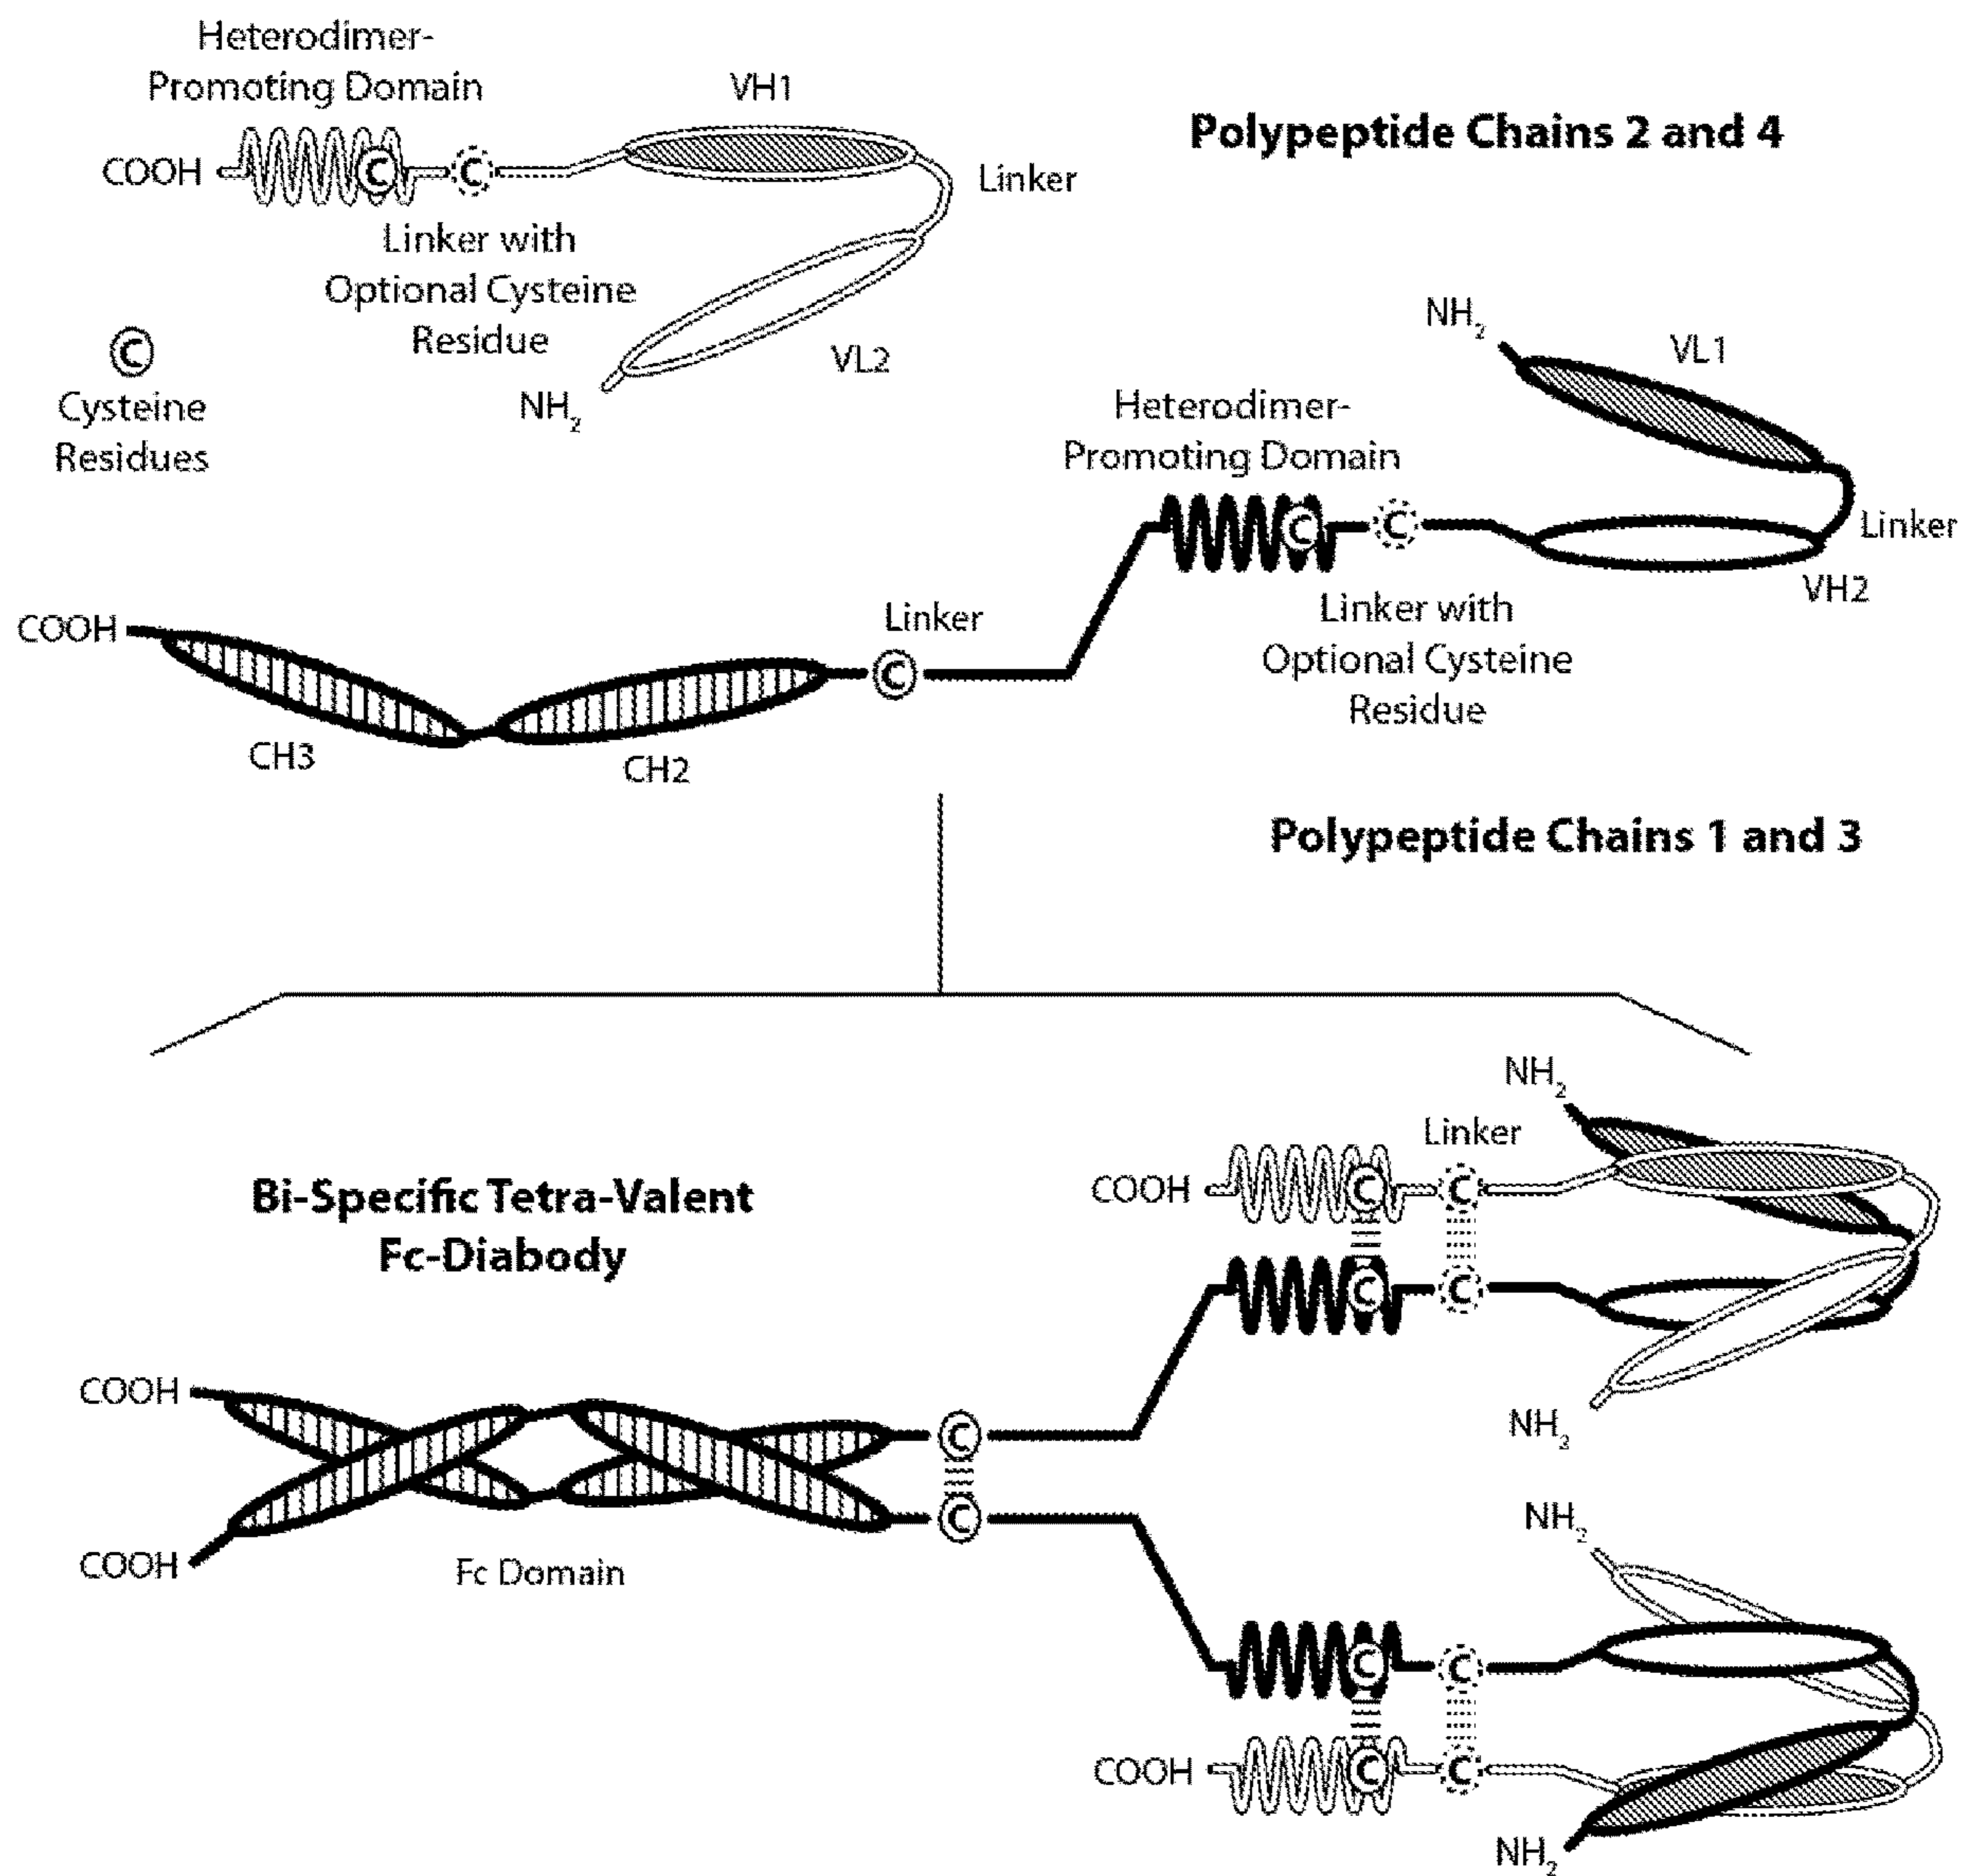 Heterodimer-
Promoting Domain
VH1
Polypeptide Chains 2 and 4
COOH
C
C
Linker
Linker with
Optional Cysteine
Residue
VL2
NH2
C
Cysteine
Residues
NH2
VL1
Heterodimer-
Promoting Domain
C
C
Linker
VH2
Linker with
Optional Cysteine
Residue
COOH
Linker
C
CH3
CH2
Polypeptide Chains 1 and 3
NH2
Linker
COOH
C
C
Bi-Specific Tetra-Valent
Fc-Diabody
C
C
COOH
NH2
C
C
COOH
Fc Domain
NH2
C
C
COOH
C
C
NH2